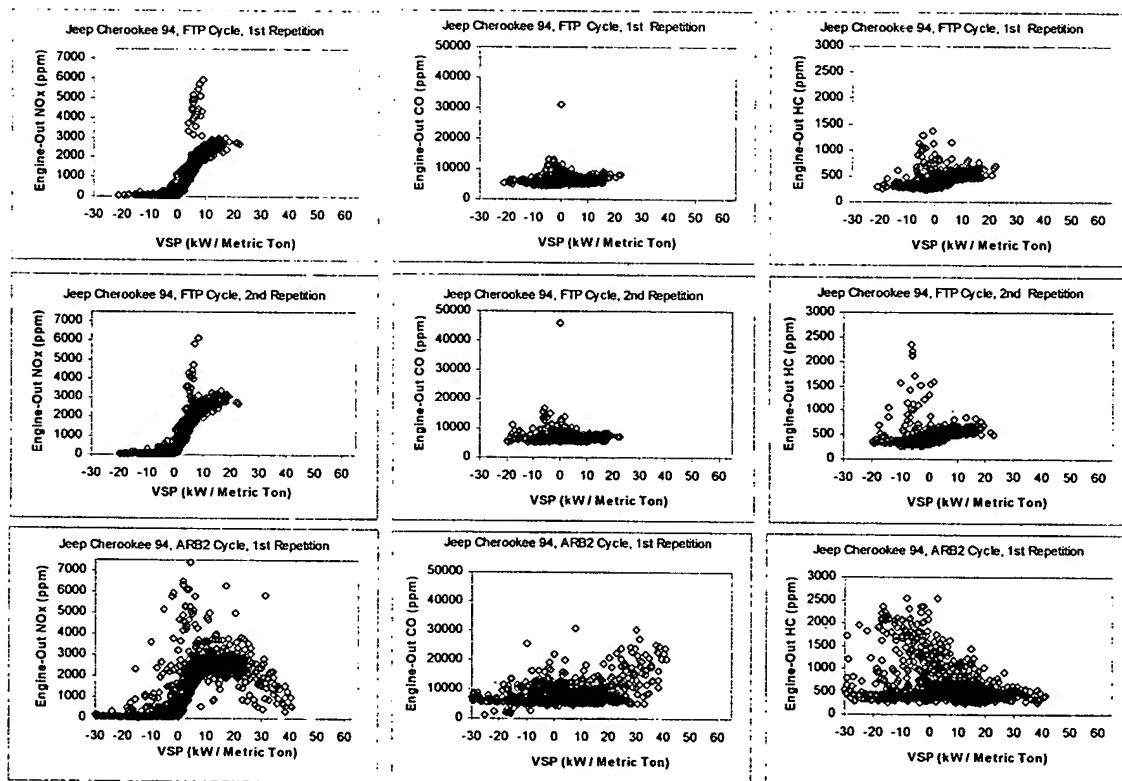 Jeep Cherookee 94, FTP Cycle, 1st Repetition
Engine-Out NOx (ppm)
7000
6000
5000
4000
3000
2000
1000
0
-30 -20 -10 0 10 20 30 40 50 60
VSP (kW / Metric Ton)
Jeep Cherookee 94, FTP Cycle, 1st Repetition
Engine-Out CO (ppm)
50000
40000
30000
20000
10000
0
-30 -20 -10 0 10 20 30 40 50 60
VSP (kW / Metric Ton)
Jeep Cherookee 94, FTP Cycle, 1st Repetition
Engine-Out HC (ppm)
3000
2500
2000
1500
1000
500
0
-30 -20 -10 0 10 20 30 40 50 60
VSP (kW / Metric Ton)
Jeep Cherookee 94, FTP Cycle, 2nd Repetition
Engine-Out NOx (ppm)
7000
6000
5000
4000
3000
2000
1000
0
-30 -20 -10 0 10 20 30 40 50 60
VSP (kW / Metric Ton)
Jeep Cherookee 94, FTP Cycle, 2nd Repetition
Engine-Out CO (ppm)
50000
40000
30000
20000
10000
0
-30 -20 -10 0 10 20 30 40 50 60
VSP (kW / Metric Ton)
Jeep Cherookee 94, FTP Cycle, 2nd Repetition
Engine-Out HC (ppm)
3000
2500
2000
1500
1000
500
0
-30 -20 -10 0 10 20 30 40 50 60
VSP (kW / Metric Ton)
Jeep Cherookee 94, ARB2 Cycle, 1st Repetition
Engine-Out NOx (ppm)
7000
6000
5000
4000
3000
2000
1000
0
-30 -20 -10 0 10 20 30 40 50 60
VSP (kW / Metric Ton)
Jeep Cherookee 94, ARB2 Cycle, 1st Repetition
Engine-Out CO (ppm)
50000
40000
30000
20000
10000
0
-30 -20 -10 0 10 20 30 40 50 60
VSP (kW / Metric Ton)
Jeep Cherookee 94, ARB2 Cycle, 1st Repetition
Engine-Out HC (ppm)
3000
2500
2000
1500
1000
500
0
-30 -20 -10 0 10 20 30 40 50 60
VSP (kW / Metric Ton)